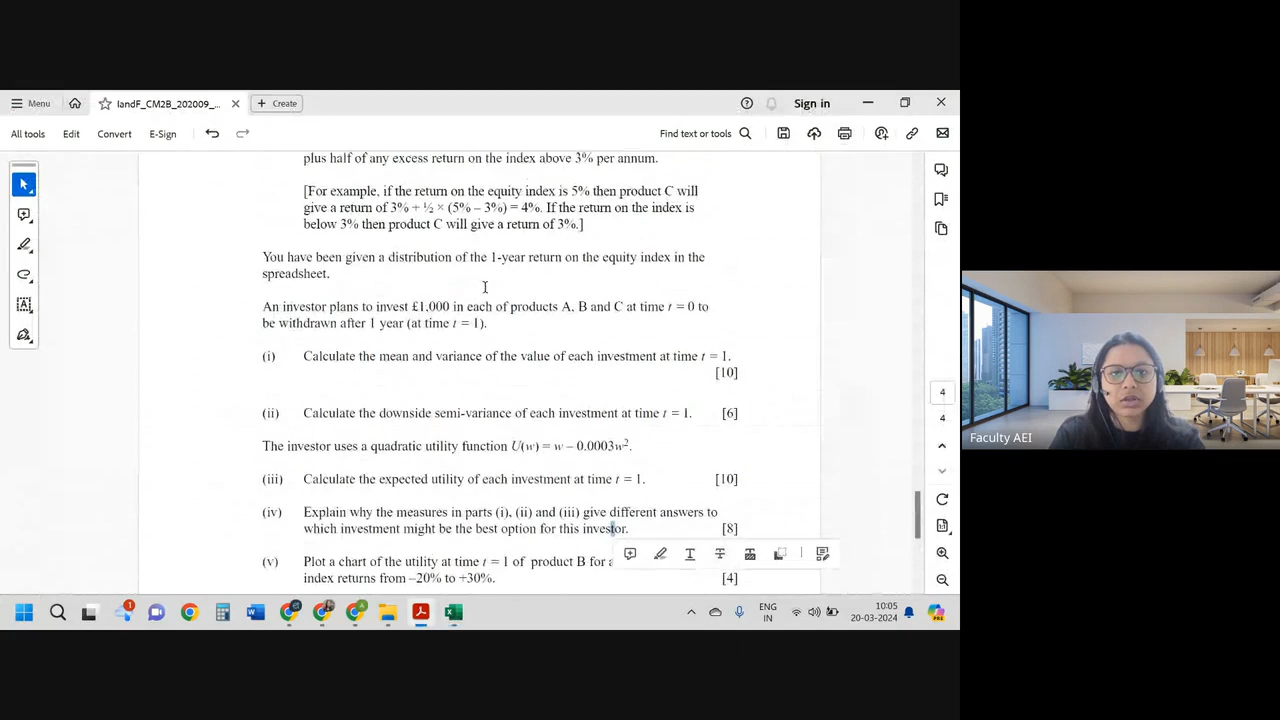 Menu
IandF_CM2B_202009_...
Create
Sign in
All tools
Edit
Convert
E-Sign
Find text or tools
plus half of any excess return on the index above 3% per annum.
[For example, if the return on the equity index is 5% then product C will
give a return of 3% + ½ × (5% – 3%) = 4%. If the return on the index is
below 3% then product C will give a return of 3%.]
You have been given a distribution of the 1-year return on the equity index in the
spreadsheet.
An investor plans to invest £1,000 in each of products A, B and C at time t = 0 to
be withdrawn after 1 year (at time t = 1).
(i) Calculate the mean and variance of the value of each investment at time t = 1.
[10]
(ii) Calculate the downside semi-variance of each investment at time t = 1. [6]
The investor uses a quadratic utility function U(w) = w – 0.0003w².
(iii) Calculate the expected utility of each investment at time t = 1. [10]
(iv) Explain why the measures in parts (i), (ii) and (iii) give different answers to
which investment might be the best option for this investor. [8]
(v) Plot a chart of the utility at time t = 1 of product B for
index returns from –20% to +30%. [4]
4
4
Faculty AEI
1
ENG
IN
10:05
20-03-2024